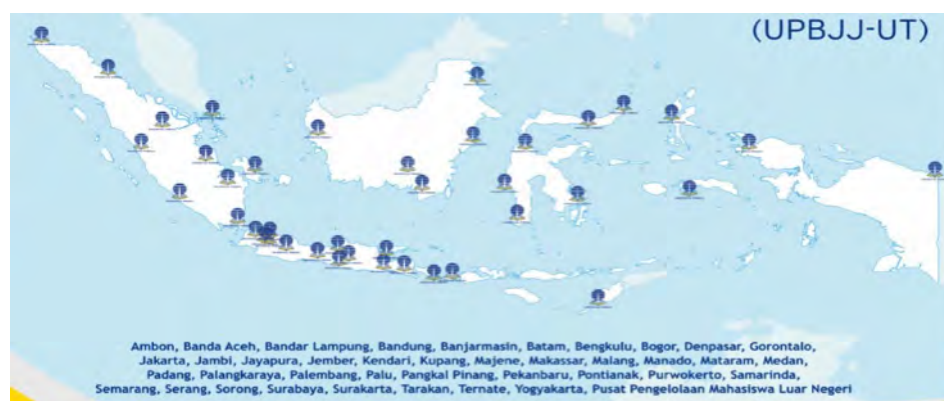 (UPBJJ-UT)
Ambon, Banda Aceh, Bandar Lampung, Bandung, Banjarmasin, Batam, Bengkulu, Bogor, Denpasar, Gorontalo,
Jakarta, Jambi, Jayapura, Jember, Kendari, Kupang, Majene, Makassar, Malang, Manado, Mataram, Medan,
Padang, Palangkaraya, Palembang, Palu, Pangkal Pinang, Pekanbaru, Pontianak, Purwokerto, Samarinda,
Semarang, Serang, Sorong, Surabaya, Surakarta, Tarakan, Ternate, Yogyakarta, Pusat Pengelolaan Mahasiswa Luar Negeri